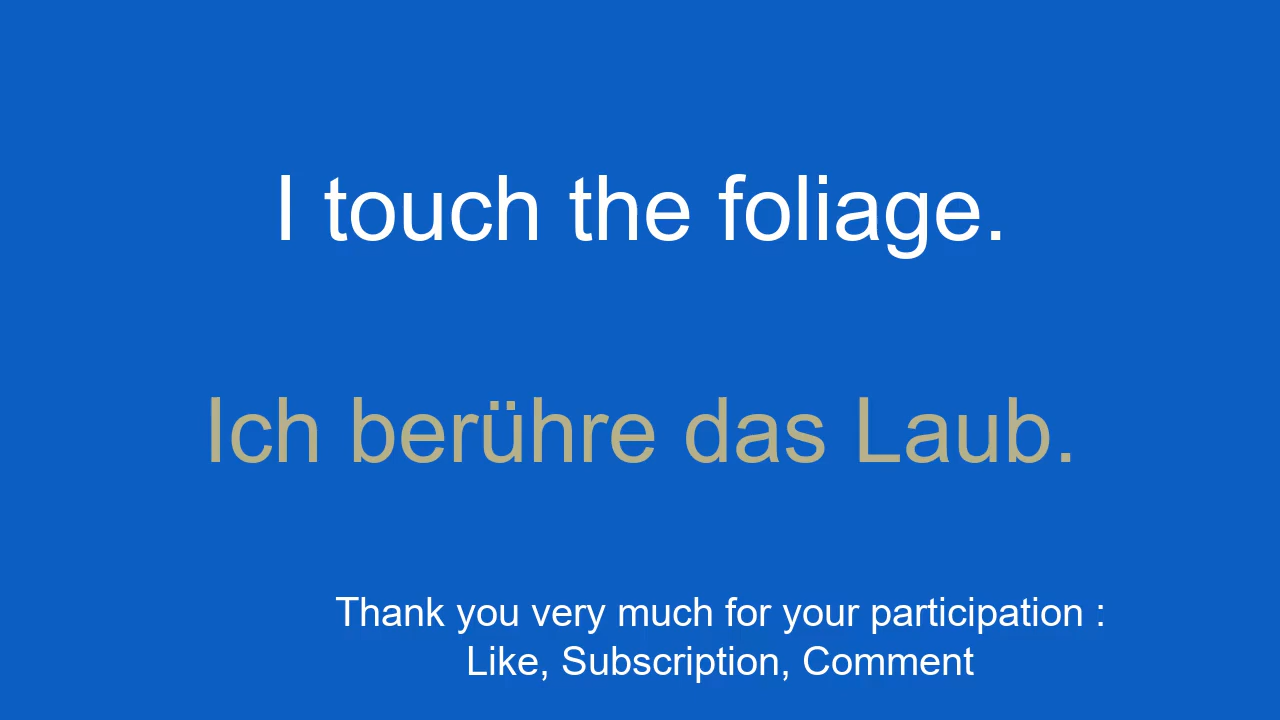 I touch the foliage.
Ich berühre das Laub.
Thank you very much for your participation :
Like, Subscription, Comment